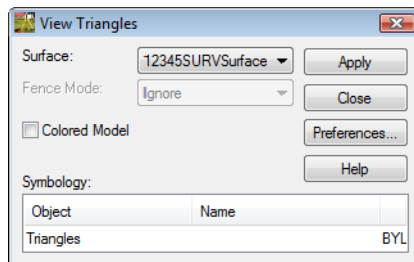 View Triangles
Surface: 12345SURVSurface Apply
Fence Mode: Ignore Close
Colored Model Preferences...
Help
Symbology:
Object Name
Triangles BYL